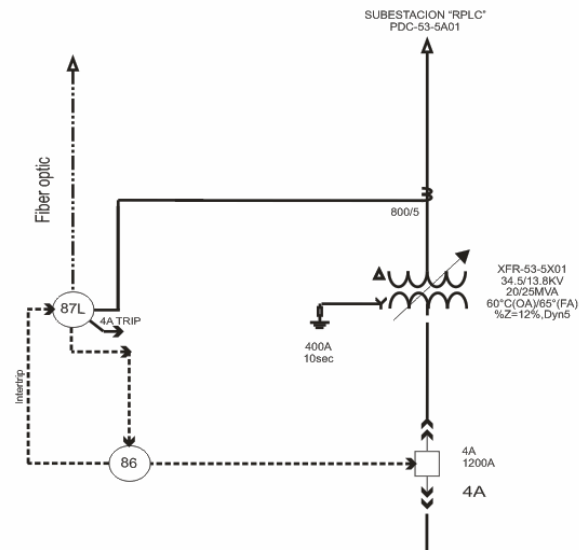 SUBESTACION "RPLC"
PDC-53-5A01
Fiber optic
800/5
XFR-53-5X01
34.5/13.8KV
20/25MVA
60°C(OA)/65°(FA)
%Z=12%,Dyn5
87L
4A TRIP
400A
10sec
Intertrip
86
4A
1200A
4A